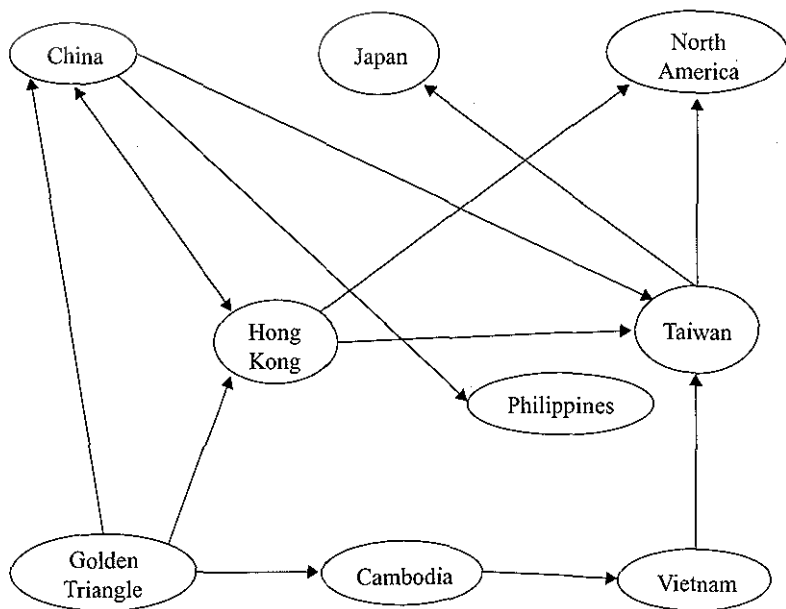 China
Japan
North
America
Hong
Kong
Taiwan
Philippines
Golden
Triangle
Cambodia
Vietnam